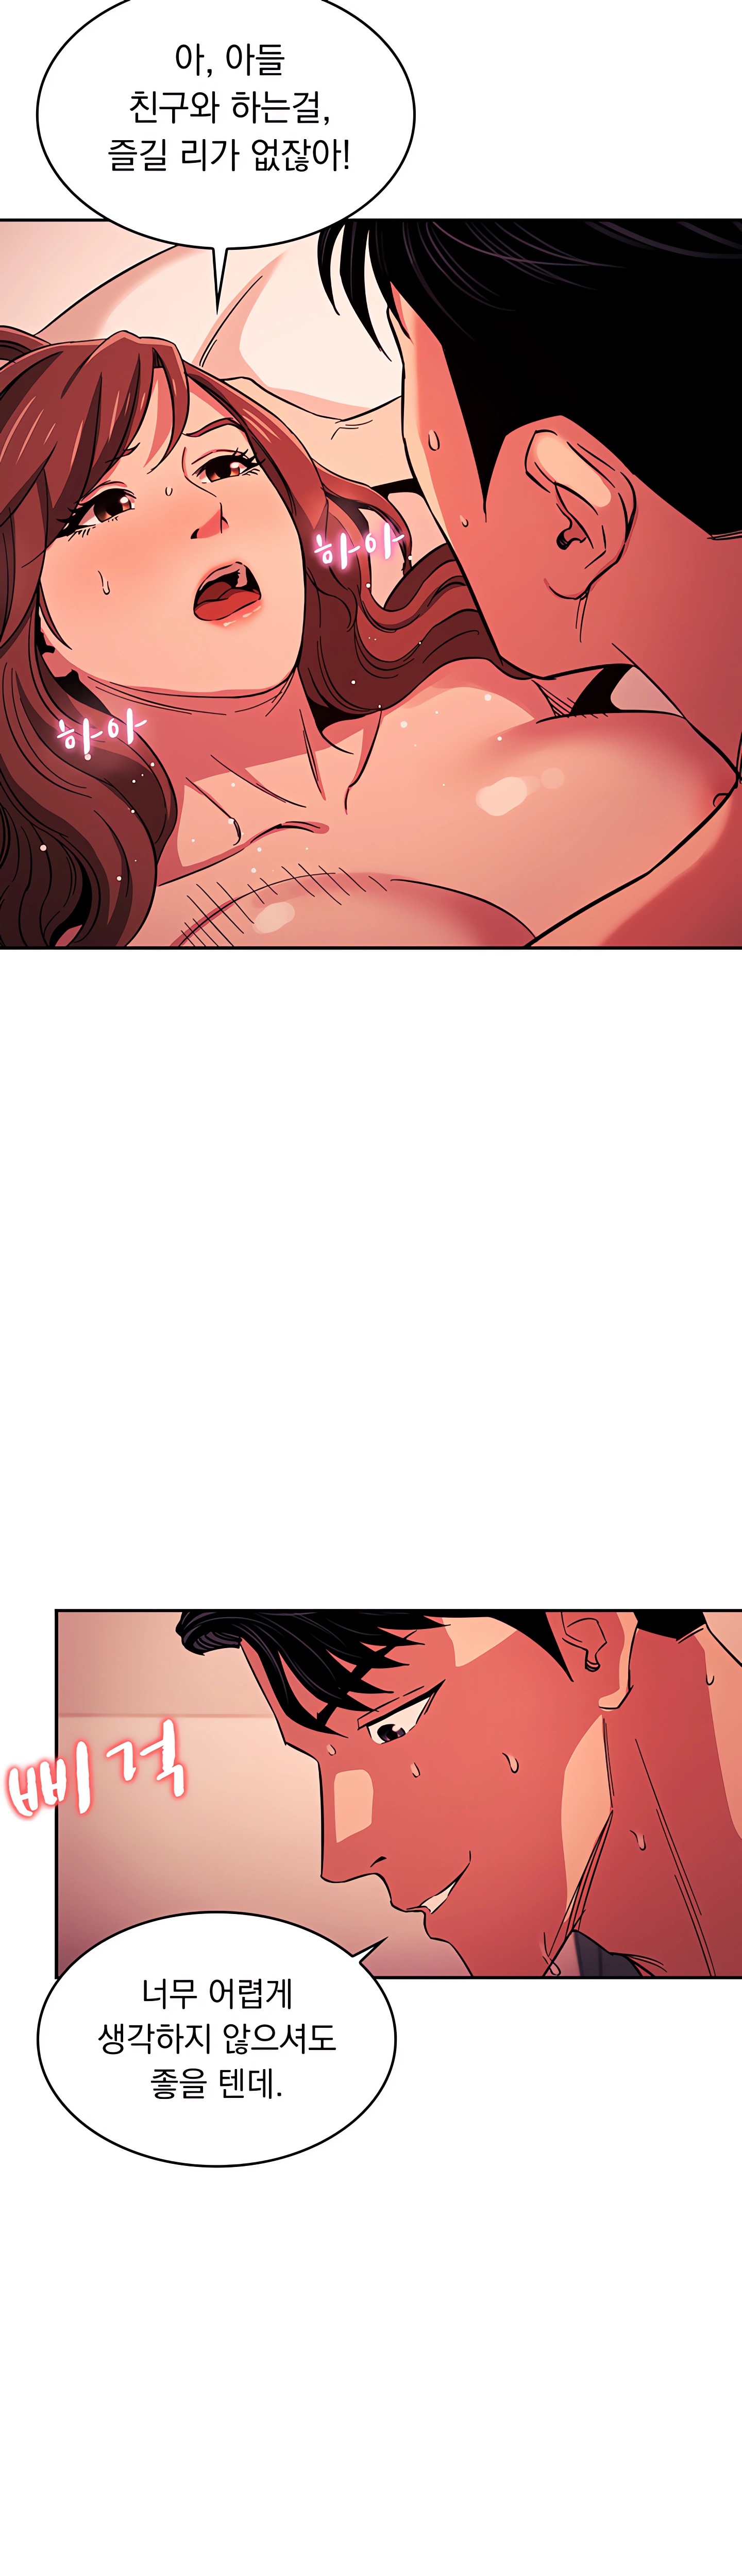 아, 아들
친구와 하는걸,
즐길 리가 없잖아!
하아
하아
삐걱
너무 어렵게
생각하지 않으셔도
좋을 텐데.